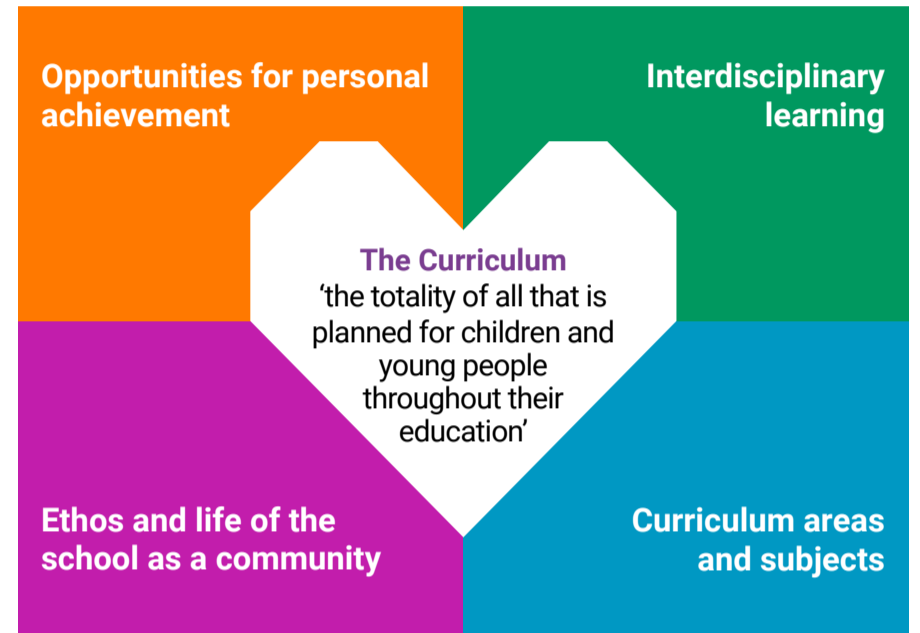 Opportunities for personal
achievement
Interdisciplinary
learning
The Curriculum
‘the totality of all that is
planned for children and
young people
throughout their
education’
Ethos and life of the
school as a community
Curriculum areas
and subjects